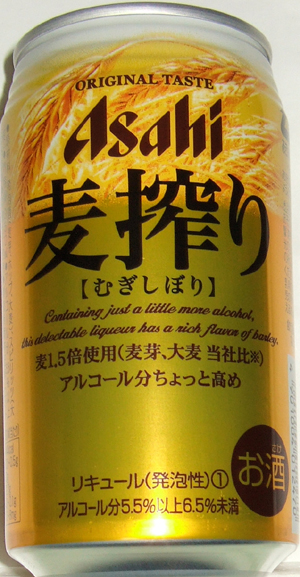 ORIGINAL TASTE
Asahi
麦搾り
【むぎしぼり】
Containing just a little more alcohol,
this delectable liqueur has a rich flavor of barley.
麦1.5倍使用(麦芽、大麦 当社比※)
アルコール分ちょっと高め
お酒
リキュール(発泡性)①
アルコール分5.5%以上6.5%未満